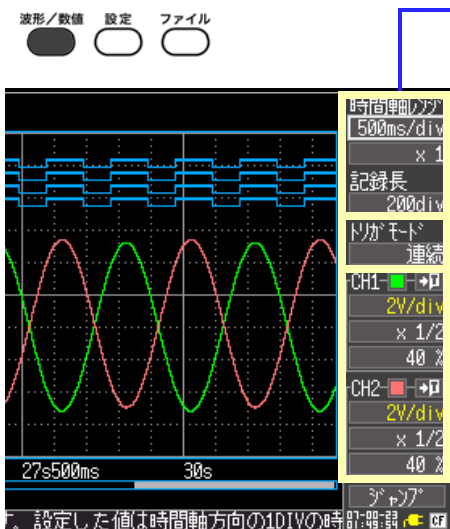 波形/数値 設定 ファイル
時間軸レンジ
500ms/div
x 1
記録長
200div
トリガモード
連続
CH1
2V/div
x 1/2
40 %
CH2
2V/div
x 1/2
40 %
27s500ms 30s
ジャンプ
す。設定した値は時間軸方向の1DIVの時
CF